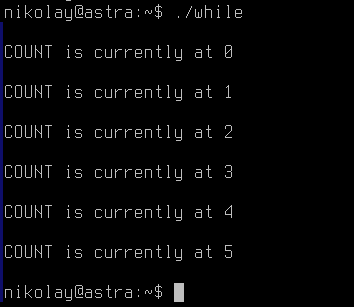 nikolay@astra:~$ ./while
COUNT is currently at 0
COUNT is currently at 1
COUNT is currently at 2
COUNT is currently at 3
COUNT is currently at 4
COUNT is currently at 5
nikolay@astra:~$